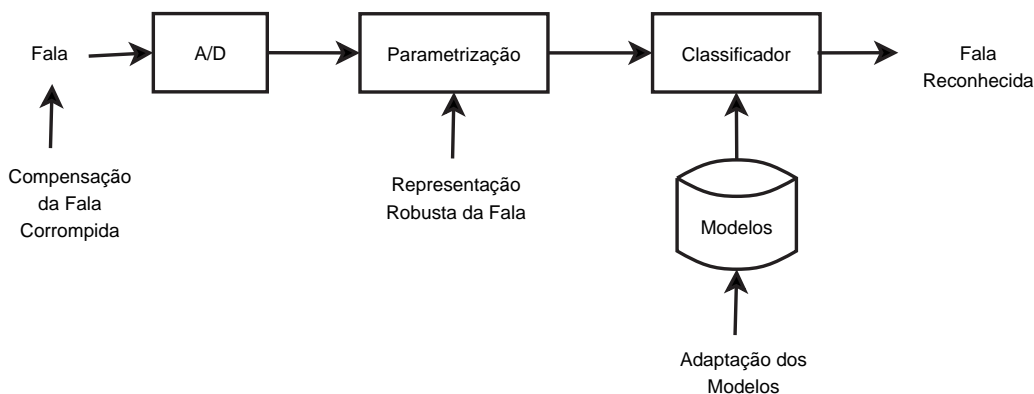 Fala
A/D
Parametrização
Classificador
Fala
Reconhecida
Compensação
da Fala
Corrompida
Representação
Robusta da Fala
Modelos
Adaptação dos
Modelos